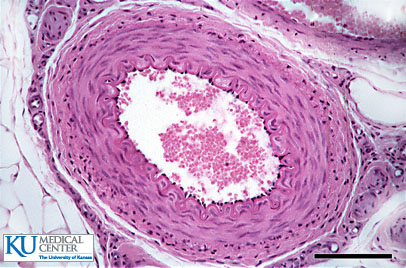 KU MEDICAL
CENTER
The University of Kansas